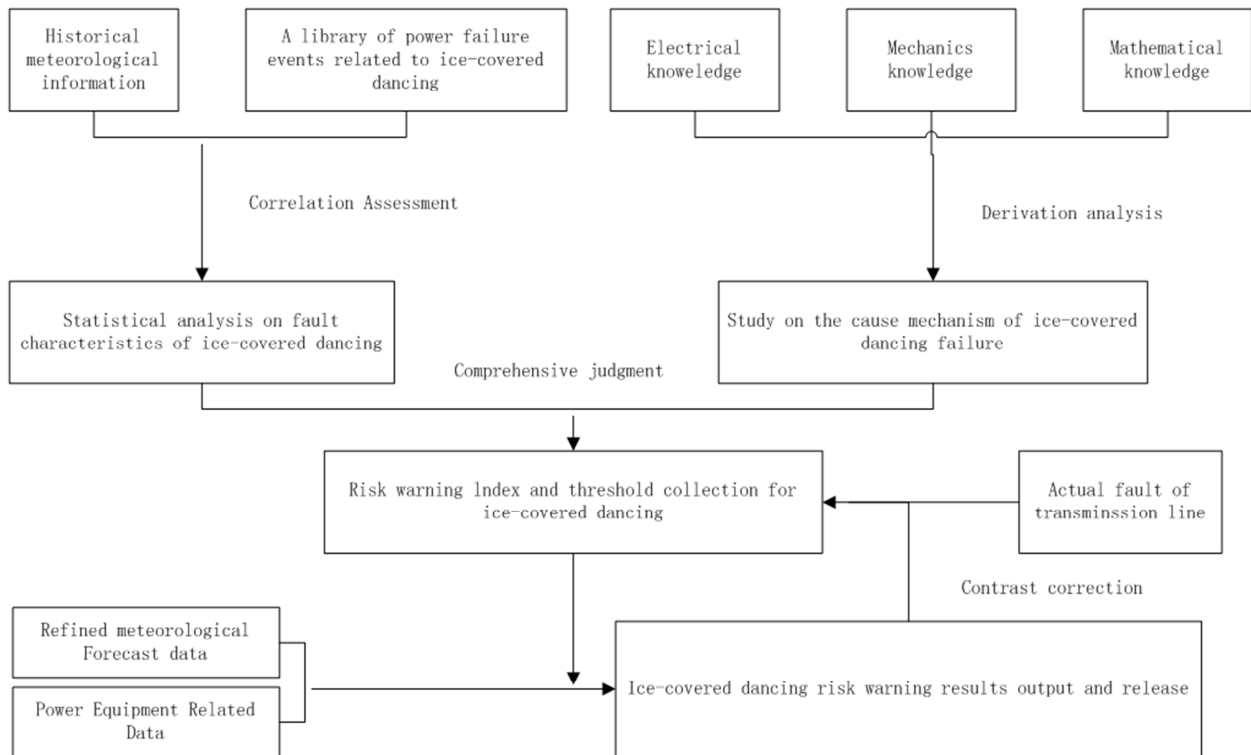 Historical
meteorological
information
A library of power failure
events related to ice-covered
dancing
Electrical
knoweledge
Mechanics
knowledge
Mathematical
knowledge
Correlation Assessment
Derivation analysis
Statistical analysis on fault
characteristics of ice-covered dancing
Study on the cause mechanism of ice-covered
dancing failure
Comprehensive judgment
Risk warning lndex and threshold collection for
ice-covered dancing
Actual fault of
transminssion line
Contrast correction
Refined meteorological
Forecast data
Power Equipment Related
Data
Ice-covered dancing risk warning results output and release